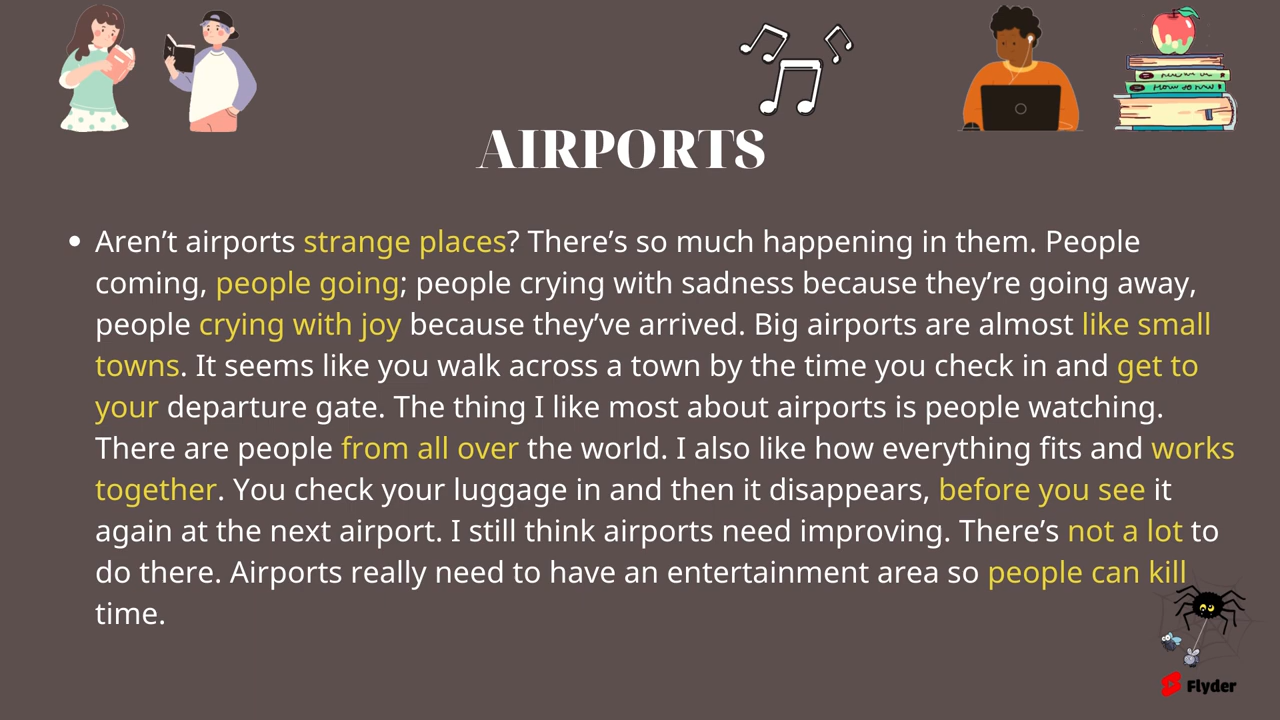 AIRPORTS
• Aren’t airports strange places? There’s so much happening in them. People
coming, people going; people crying with sadness because they’re going away,
people crying with joy because they’ve arrived. Big airports are almost like small
towns. It seems like you walk across a town by the time you check in and get to
your departure gate. The thing I like most about airports is people watching.
There are people from all over the world. I also like how everything fits and works
together. You check your luggage in and then it disappears, before you see it
again at the next airport. I still think airports need improving. There’s not a lot to
do there. Airports really need to have an entertainment area so people can kill
time.
Flyder